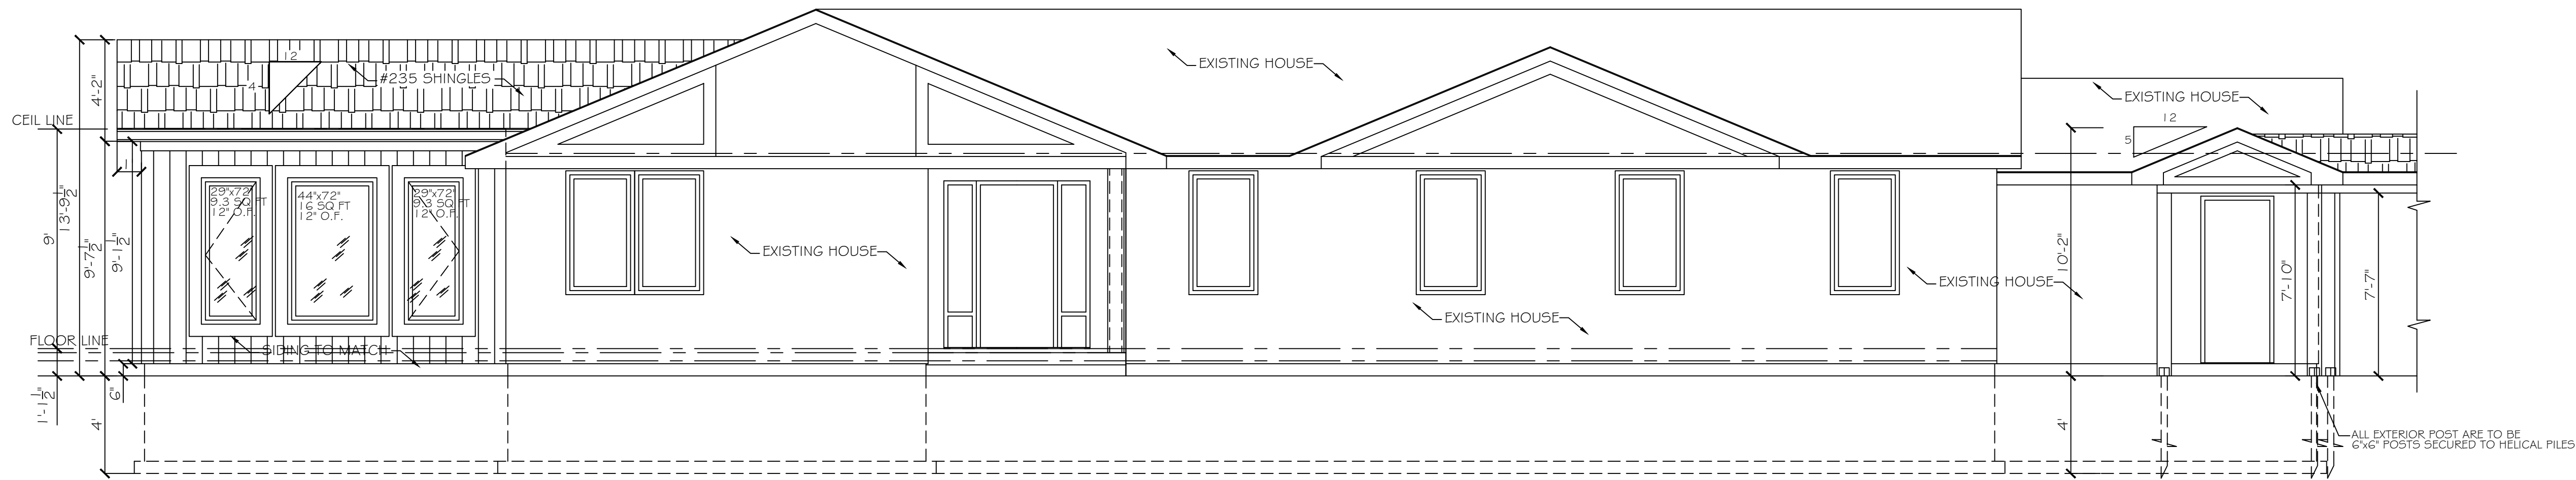 12
4
#235 SHINGLES
4'-2"
CEIL LINE
1'
9'
13'-9 1/2"
9'-7 1/2"
9'-1 1/2"
29"x72"
9.3 SQ FT
12" O.F.
44"x72"
16 SQ FT
12" O.F.
29"x72"
9.3 SQ FT
12" O.F.
FLOOR LINE
SIDING TO MATCH
1'-1 1/2"
6"
4'
EXISTING HOUSE
EXISTING HOUSE
EXISTING HOUSE
EXISTING HOUSE
EXISTING HOUSE
12
5
10'-2"
7'-10"
7'-7"
4'
ALL EXTERIOR POST ARE TO BE
6"x6" POSTS SECURED TO HELICAL PILES